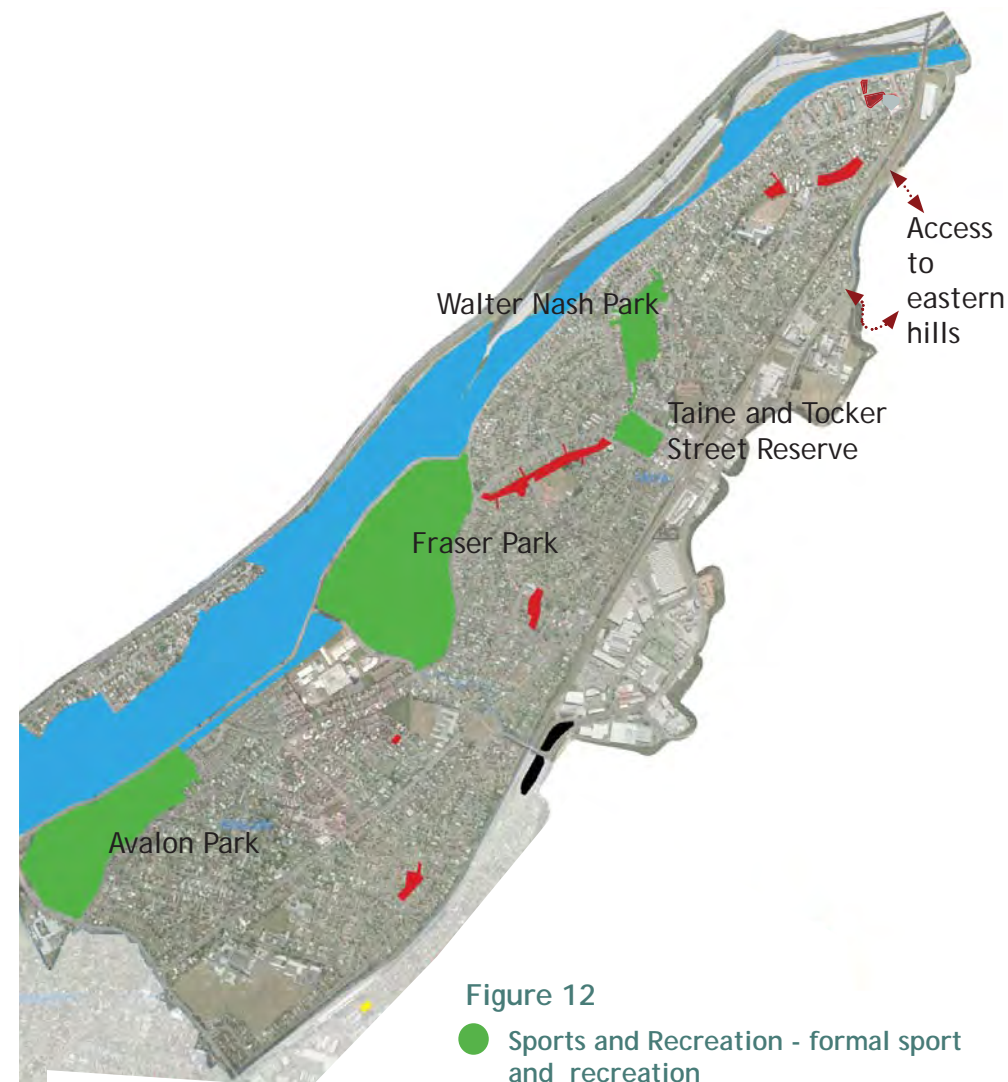 Access
to
eastern
hills
Walter Nash Park
Taine and Tocker
Street Reserve
Fraser Park
Avalon Park
Figure 12
Sports and Recreation - formal sport
and recreation